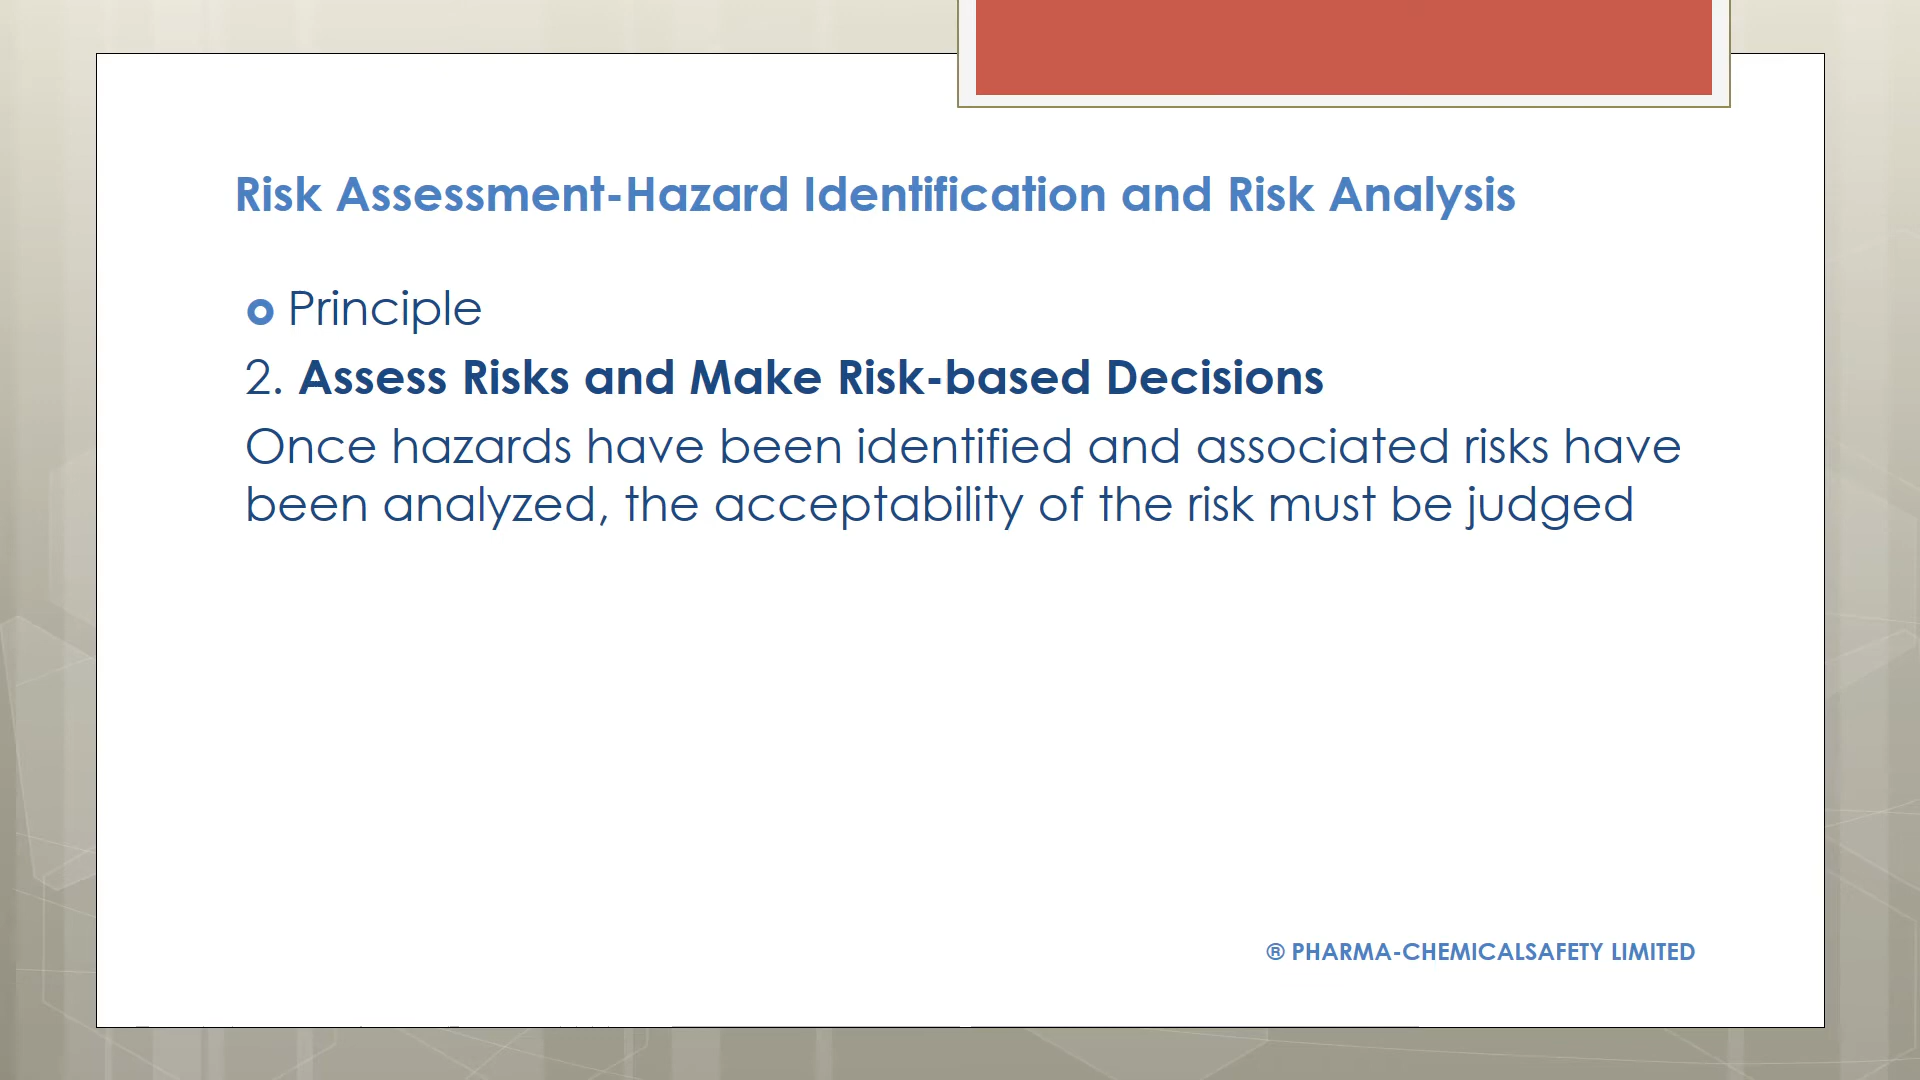 Risk Assessment-Hazard Identification and Risk Analysis
Principle
2. Assess Risks and Make Risk-based Decisions
Once hazards have been identified and associated risks have
been analyzed, the acceptability of the risk must be judged
® PHARMA-CHEMICALSAFETY LIMITED